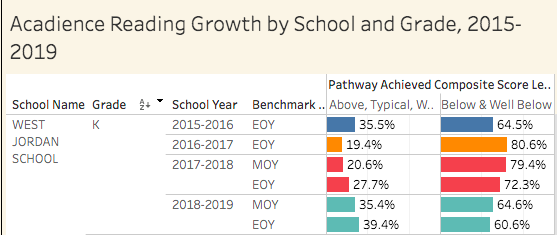 Acadience Reading Growth by School and Grade, 2015-
2019
Pathway Achieved Composite Score Le..
School Name Grade School Year Benchmark .. Above, Typical, W.. Below & Well Below
WEST K 2015-2016 EOY 35.5% 64.5%
JORDAN 2016-2017 EOY 19.4% 80.6%
SCHOOL 2017-2018 MOY 20.6% 79.4%
EOY 27.7% 72.3%
2018-2019 MOY 35.4% 64.6%
EOY 39.4% 60.6%